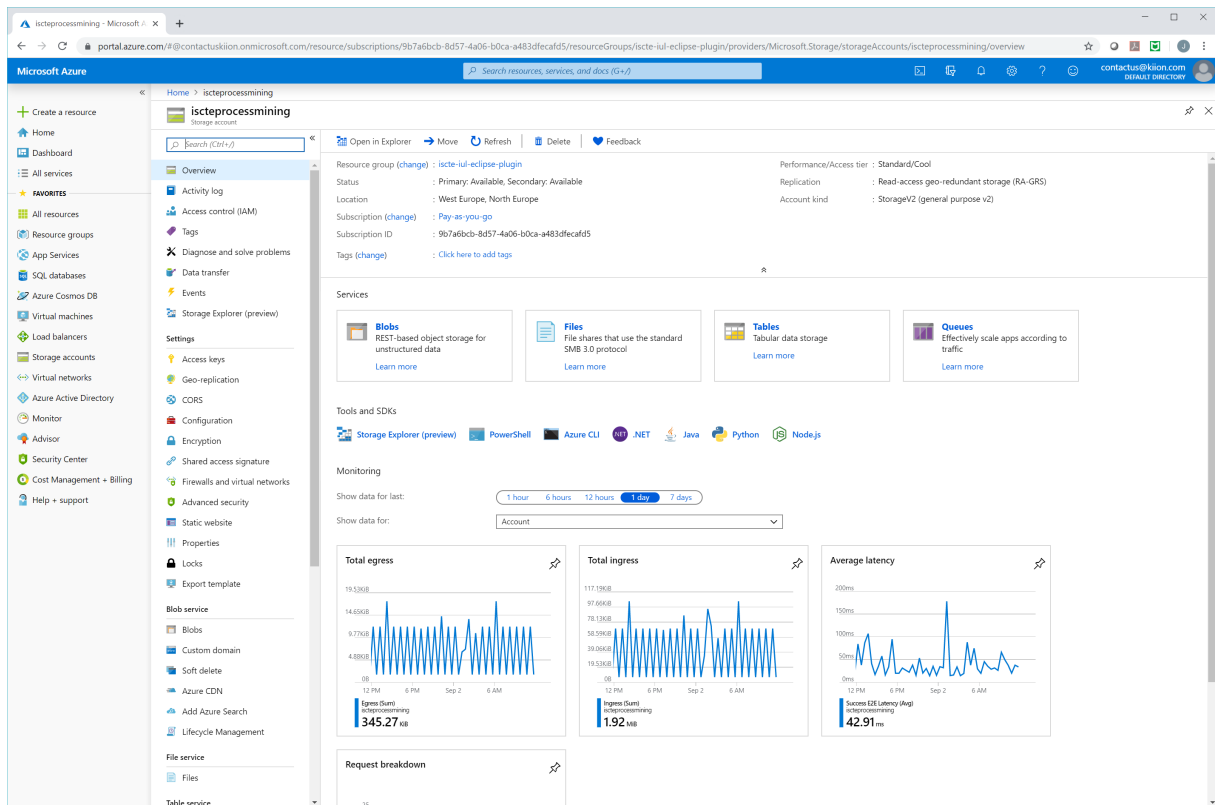 iscteprocessmining - Microsoft A
portal.azure.com/#@contactuskiion.onmicrosoft.com/resource/subscriptions/9b7a6bcb-8d57-4a06-b0ca-a483dfecafd5/resourceGroups/iscte-iul-eclipse-plugin/providers/Microsoft.Storage/storageAccounts/iscteprocessmining/overview
Microsoft Azure
Search resources, services, and docs (G+/)
contactus@kiion.com
DEFAULT DIRECTORY
Create a resource
Home
Dashboard
All services
FAVORITES
All resources
Resource groups
App Services
SQL databases
Azure Cosmos DB
Virtual machines
Load balancers
Storage accounts
Virtual networks
Azure Active Directory
Monitor
Advisor
Security Center
Cost Management + Billing
Help + support
Home > iscteprocessmining
iscteprocessmining
Storage account
Search (Ctrl+/)
Overview
Activity log
Access control (IAM)
Tags
Diagnose and solve problems
Data transfer
Events
Storage Explorer (preview)
Settings
Access keys
Geo-replication
CORS
Configuration
Encryption
Shared access signature
Firewalls and virtual networks
Advanced security
Static website
Properties
Locks
Export template
Blob service
Blobs
Custom domain
Soft delete
Azure CDN
Add Azure Search
Lifecycle Management
File service
Files
Table service
Open in Explorer Move Refresh Delete Feedback
Resource group (change) : iscte-iul-eclipse-plugin
Status : Primary: Available, Secondary: Available
Location : West Europe, North Europe
Subscription (change) : Pay-as-you-go
Subscription ID : 9b7a6bcb-8d57-4a06-b0ca-a483dfecafd5
Tags (change) : Click here to add tags
Performance/Access tier : Standard/Cool
Replication : Read-access geo-redundant storage (RA-GRS)
Account kind : StorageV2 (general purpose v2)
Services
Blobs
REST-based object storage for
unstructured data
Learn more
Files
File shares that use the standard
SMB 3.0 protocol
Learn more
Tables
Tabular data storage
Learn more
Queues
Effectively scale apps according to
traffic
Learn more
Tools and SDKs
Storage Explorer (preview) PowerShell Azure CLI NET .NET Java Python JS Node.js
Monitoring
Show data for last: 1 hour 6 hours 12 hours 1 day 7 days
Show data for: Account
Total egress
19.53KiB
14.65KiB
9.77KiB
4.88KiB
0B
12 PM 6 PM Sep 2 6 AM
Egress (Sum)
iscteprocessmining
345.27 KiB
Total ingress
117.19KiB
97.66KiB
78.13KiB
58.59KiB
39.06KiB
19.53KiB
0B
12 PM 6 PM Sep 2 6 AM
Ingress (Sum)
iscteprocessmining
1.92 MiB
Average latency
200ms
150ms
100ms
50ms
0ms
12 PM 6 PM Sep 2 6 AM
Success E2E Latency (Avg)
iscteprocessmining
42.91 ms
Request breakdown